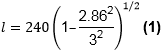 l = 240 (1 - 2.86²/3²)^1/2 (1)